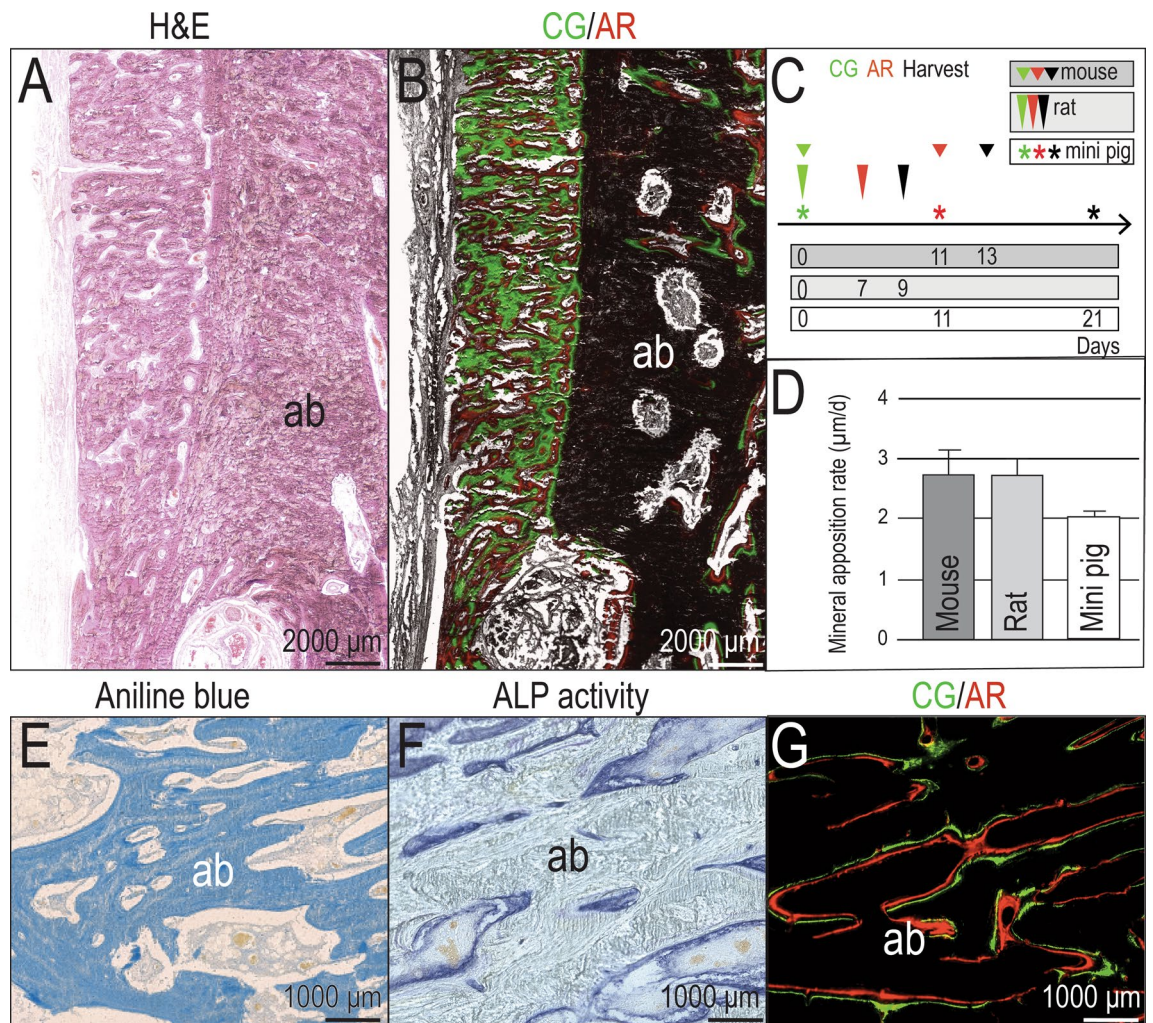 H&E
CG/AR
A
ab
2000 µm
B
ab
2000 µm
C
CG AR Harvest
mouse
rat
* * * mini pig
* * *
0 11 13
0 7 9
0 11 21
Days
D
Mineral apposition rate (µm/d)
4
3
2
1
0
Mouse
Rat
Mini pig
Aniline blue
ALP activity
CG/AR
E
ab
1000 µm
F
ab
1000 µm
G
ab
1000 µm